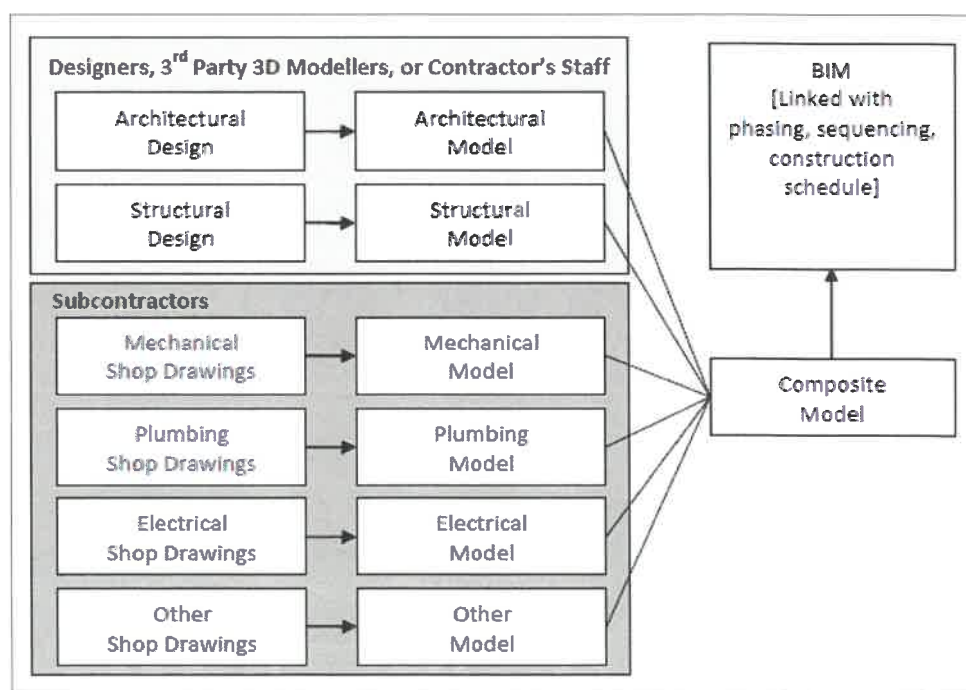 Designers, 3rd Party 3D Modellers, or Contractor's Staff
Architectural
Design
Architectural
Model
Structural
Design
Structural
Model
Subcontractors
Mechanical
Shop Drawings
Mechanical
Model
Plumbing
Shop Drawings
Plumbing
Model
Electrical
Shop Drawings
Electrical
Model
Other
Shop Drawings
Other
Model
BIM
[Linked with
phasing, sequencing,
construction
schedule]
Composite
Model